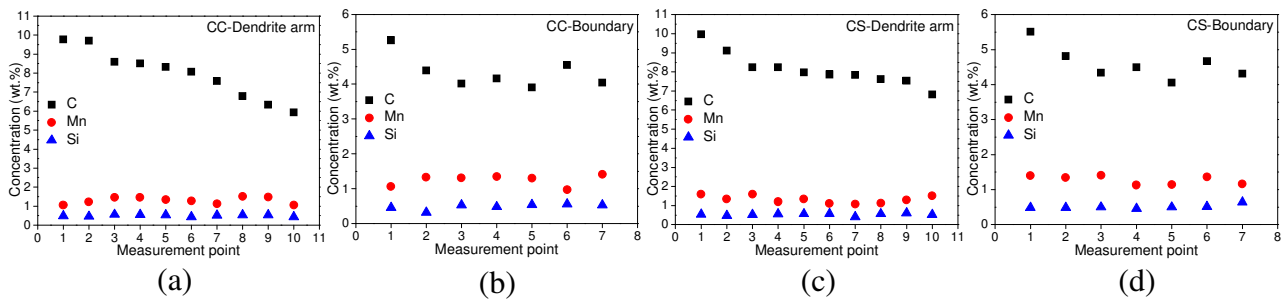 CC-Dendrite arm
Concentration (wt.%)
11
10
9
8
7
6
5
4
3
2
1
0
C
Mn
Si
0 1 2 3 4 5 6 7 8 9 10 11
Measurement point
(a)
CC-Boundary
Concentration (wt.%)
6
5
4
3
2
1
0
C
Mn
Si
0 1 2 3 4 5 6 7 8
Measurement point
(b)
CS-Dendrite arm
Concentration (wt.%)
11
10
9
8
7
6
5
4
3
2
1
0
C
Mn
Si
0 1 2 3 4 5 6 7 8 9 10 11
Measurement point
(c)
CS-Boundary
Concentration (wt.%)
6
5
4
3
2
1
0
C
Mn
Si
0 1 2 3 4 5 6 7 8
Measurement point
(d)